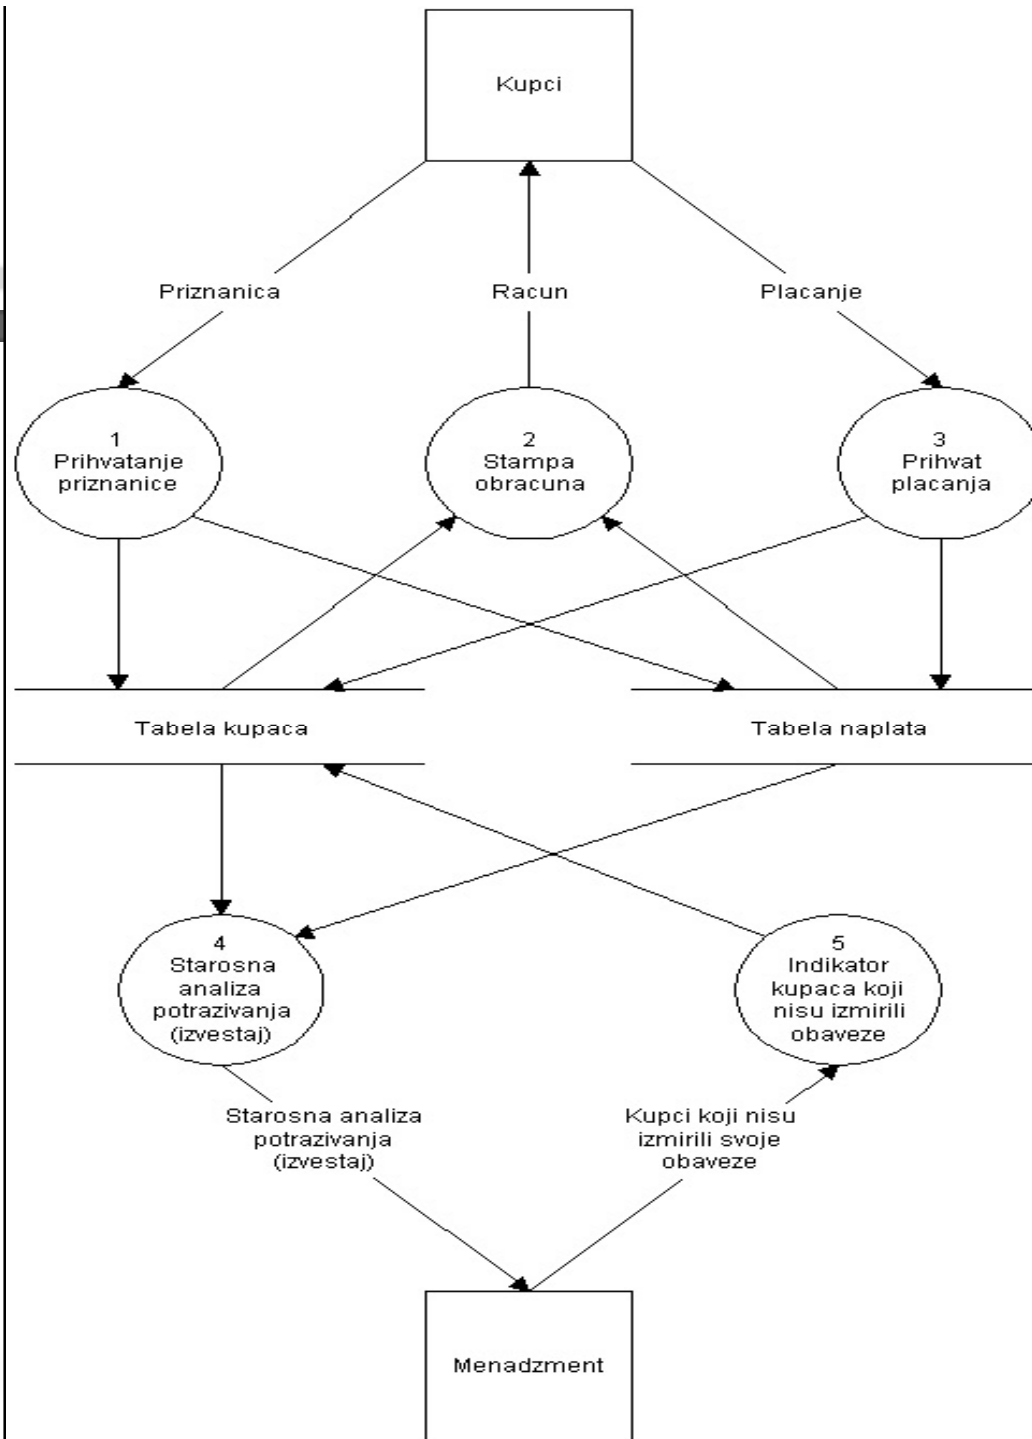 Kupci
Priznanica
Racun
Placanje
1
Prihvatanje
priznanice
2
Stampa
obracuna
3
Prihvat
placanja
Tabela kupaca
Tabela naplata
4
Starosna
analiza
potrazivanja
(izvestaj)
5
Indikator
kupaca koji
nisu izmirili
obaveze
Starosna analiza
potrazivanja
(izvestaj)
Kupci koji nisu
izmirili svoje
obaveze
Menadzment